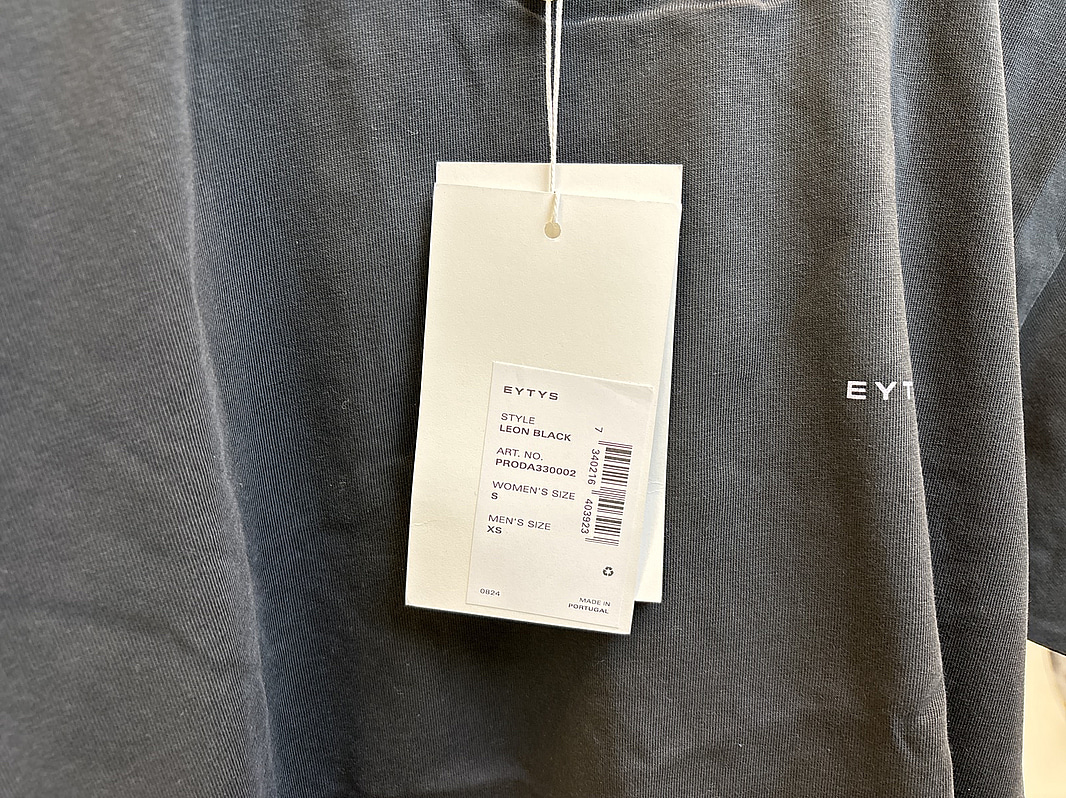 EYTYS
STYLE
LEON BLACK
ART. NO.
PRODA330002
WOMEN'S SIZE
S
MEN'S SIZE
XS
7 340216 403923
0824
MADE IN
PORTUGAL
EYT